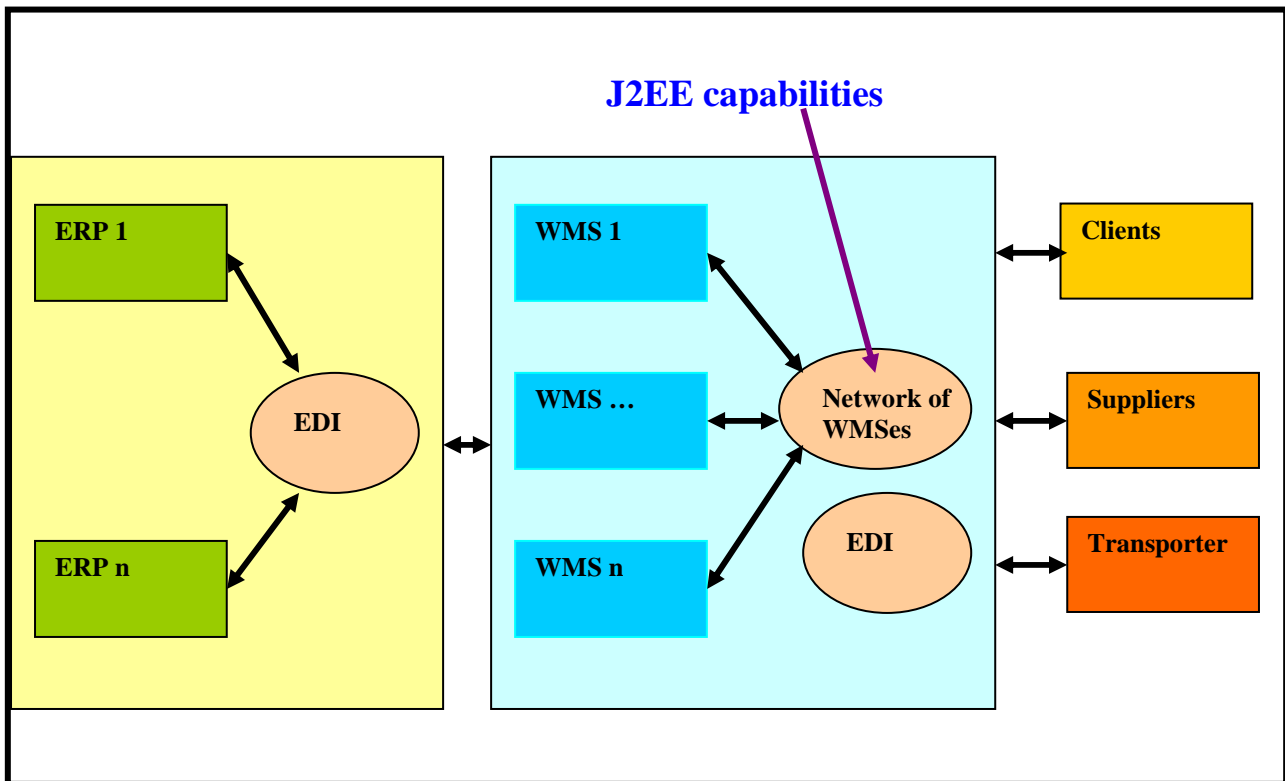 J2EE capabilities
ERP 1
EDI
ERP n
WMS 1
WMS …
WMS n
Network of
WMSes
EDI
Clients
Suppliers
Transporter